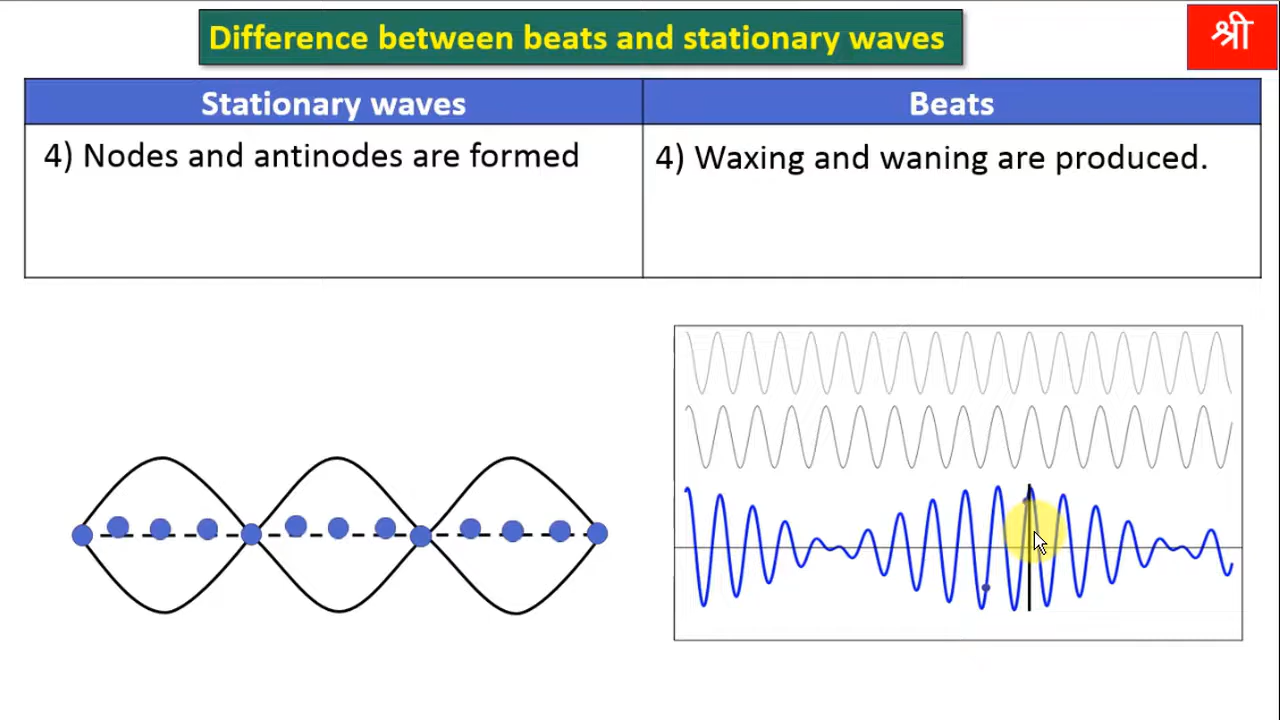 Difference between beats and stationary waves
श्री
Stationary waves
Beats
4) Nodes and antinodes are formed
4) Waxing and waning are produced.